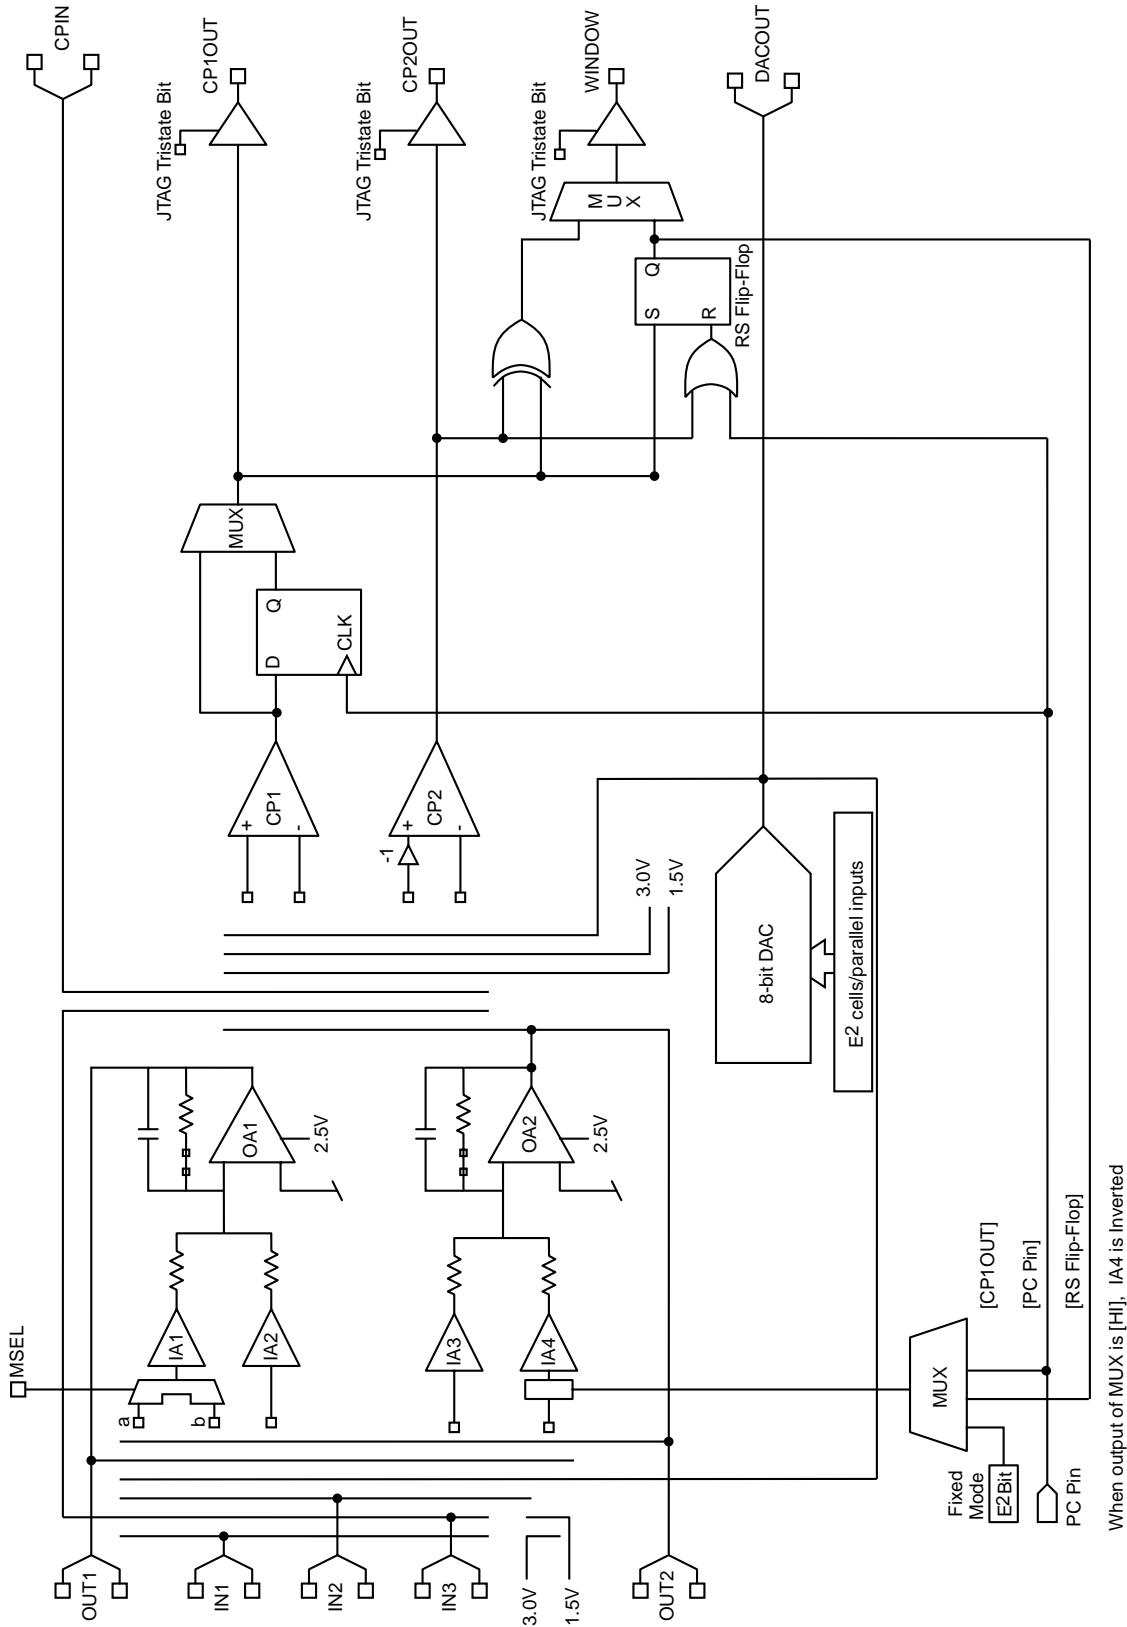 OUT1
IN1
IN2
IN3
3.0V
1.5V
OUT2
MSEL
a
b
IA1
IA2
IA3
IA4
OA1
2.5V
OA2
2.5V
CPIN
CP1
+
-
CP2
+
-
-1
3.0V
1.5V
D
Q
CLK
MUX
JTAG Tristate Bit
CP1OUT
JTAG Tristate Bit
CP2OUT
JTAG Tristate Bit
WINDOW
MUX
S
R
Q
RS Flip-Flop
DACOUT
8-bit DAC
E2 cells/parallel inputs
Fixed
Mode
E2Bit
PC Pin
MUX
[CP1OUT]
[PC Pin]
[RS Flip-Flop]
When output of MUX is [HI], IA4 is Inverted